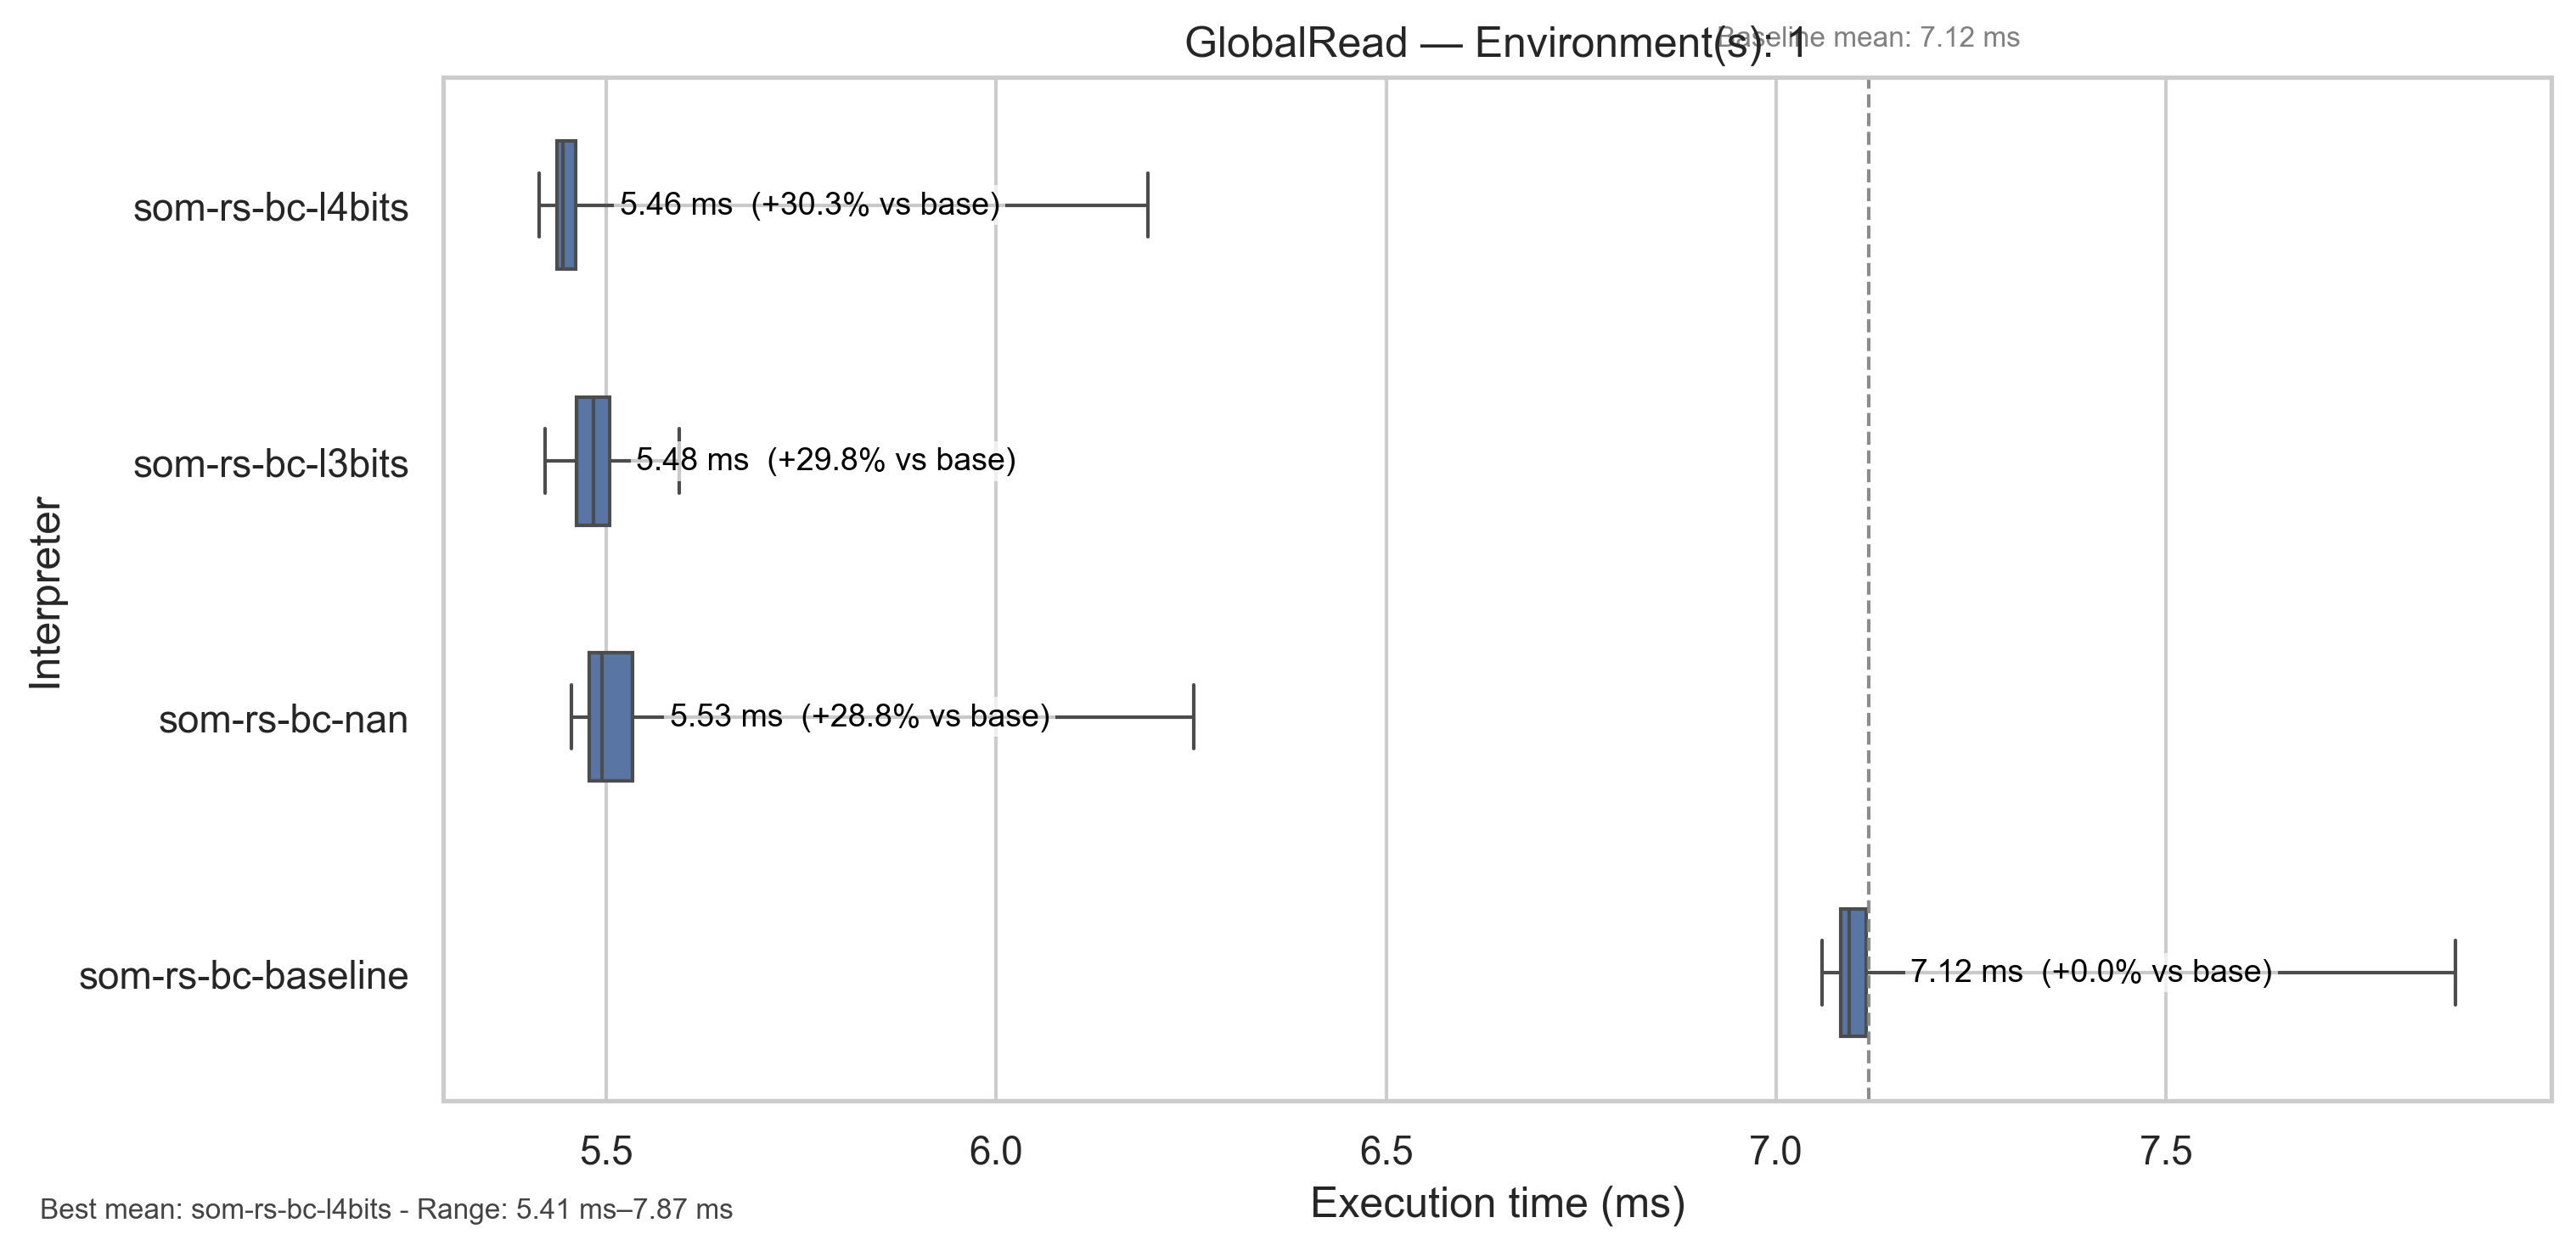 GlobalRead — Environment(s): 1
Baseline mean: 7.12 ms
som-rs-bc-l4bits
5.46 ms (+30.3% vs base)
som-rs-bc-l3bits
5.48 ms (+29.8% vs base)
Interpreter
som-rs-bc-nan
5.53 ms (+28.8% vs base)
som-rs-bc-baseline
7.12 ms (+0.0% vs base)
5.5 6.0 6.5 7.0 7.5
Execution time (ms)
Best mean: som-rs-bc-l4bits - Range: 5.41 ms–7.87 ms